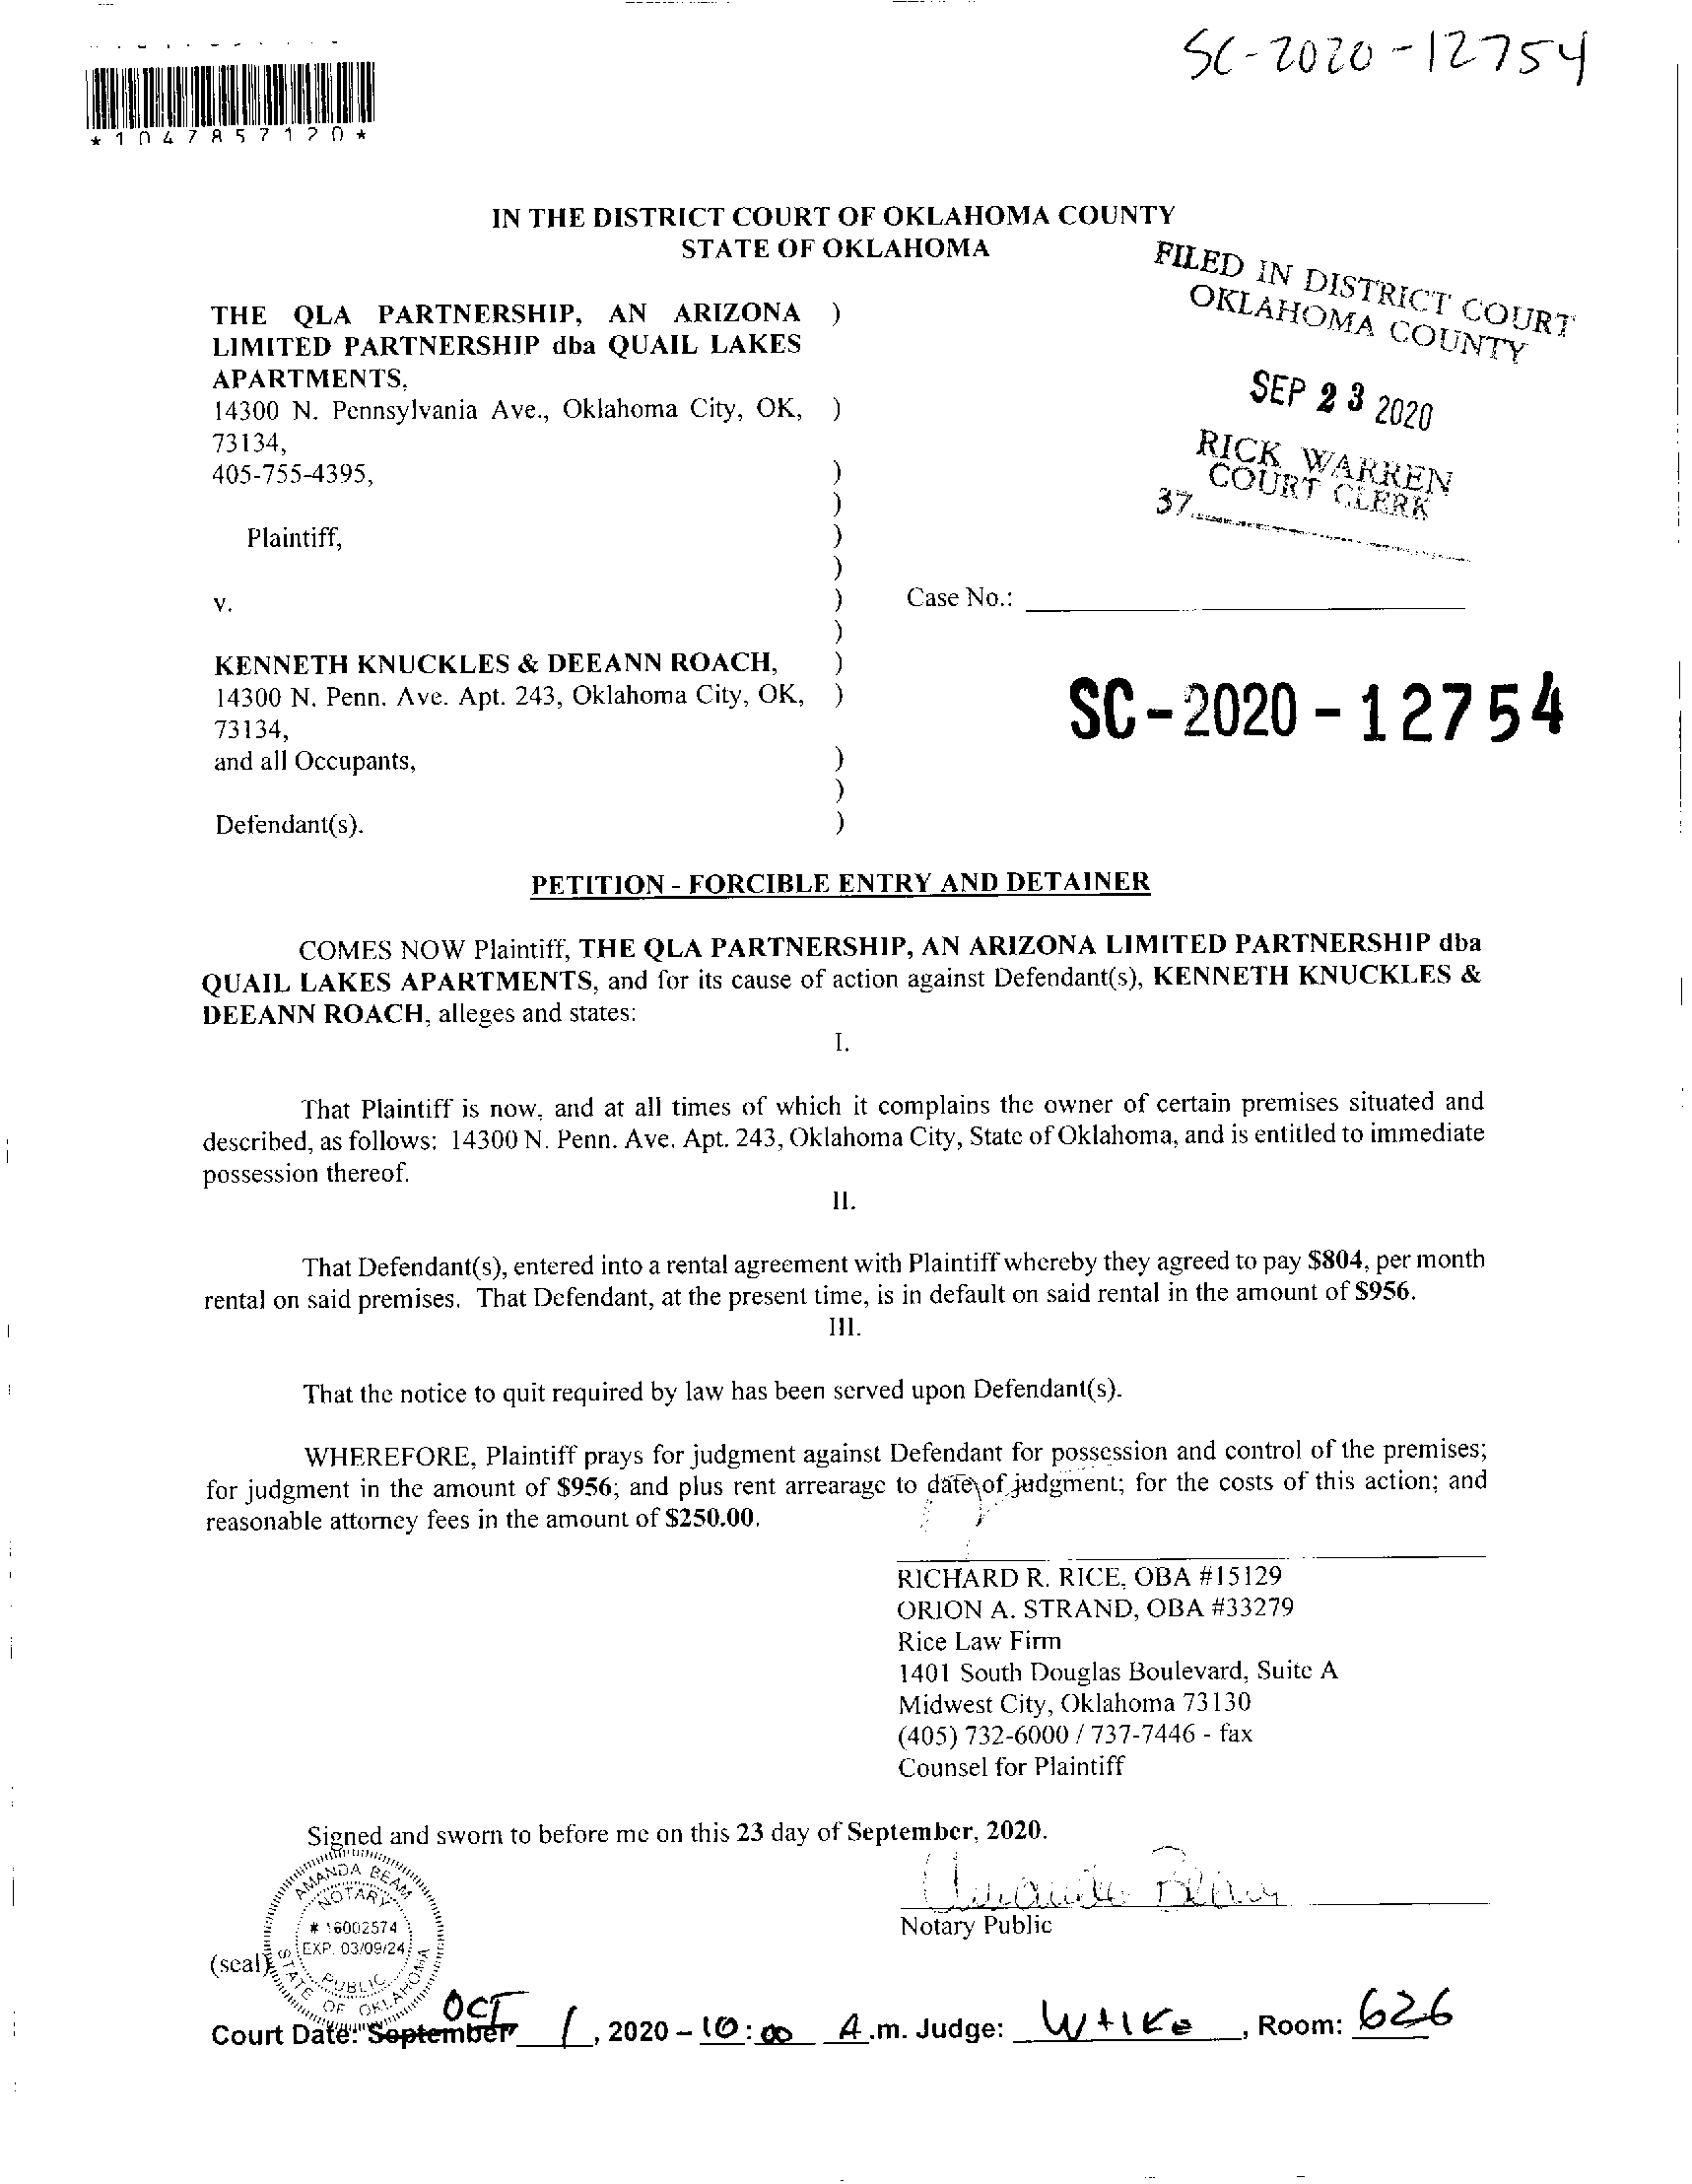 SC-2020-12754
*1047857120*
IN THE DISTRICT COURT OF OKLAHOMA COUNTY
STATE OF OKLAHOMA
FILED IN DISTRICT COURT
OKLAHOMA COUNTY
SEP 23 2020
RICK WARREN
COURT CLERK
37
THE QLA PARTNERSHIP, AN ARIZONA )
LIMITED PARTNERSHIP dba QUAIL LAKES
APARTMENTS,
14300 N. Pennsylvania Ave., Oklahoma City, OK, )
73134,
405-755-4395, )
)
Plaintiff, )
)
v. ) Case No.:
)
KENNETH KNUCKLES & DEEANN ROACH, )
14300 N. Penn. Ave. Apt. 243, Oklahoma City, OK, )
SC-2020-12754
73134,
and all Occupants, )
)
Defendant(s). )
PETITION - FORCIBLE ENTRY AND DETAINER
COMES NOW Plaintiff, THE QLA PARTNERSHIP, AN ARIZONA LIMITED PARTNERSHIP dba
QUAIL LAKES APARTMENTS, and for its cause of action against Defendant(s), KENNETH KNUCKLES &
DEEANN ROACH, alleges and states:
I.
That Plaintiff is now, and at all times of which it complains the owner of certain premises situated and
described, as follows: 14300 N. Penn. Ave. Apt. 243, Oklahoma City, State of Oklahoma, and is entitled to immediate
possession thereof.
II.
That Defendant(s), entered into a rental agreement with Plaintiff whereby they agreed to pay $804, per month
rental on said premises. That Defendant, at the present time, is in default on said rental in the amount of $956.
III.
That the notice to quit required by law has been served upon Defendant(s).
WHEREFORE, Plaintiff prays for judgment against Defendant for possession and control of the premises;
for judgment in the amount of $956; and plus rent arrearage to date of judgment; for the costs of this action; and
reasonable attorney fees in the amount of $250.00.
RICHARD R. RICE, OBA #15129
ORION A. STRAND, OBA #33279
Rice Law Firm
1401 South Douglas Boulevard, Suite A
Midwest City, Oklahoma 73130
(405) 732-6000 / 737-7446 - fax
Counsel for Plaintiff
Signed and sworn to before me on this 23 day of September, 2020.
Amanda Beam
Notary Public
AMANDA BEAM
NOTARY
# 16002574
EXP. 03/09/24
PUBLIC
STATE OF OKLAHOMA
(seal)
OCT
Court Date: September 1, 2020 – 10:00 A.m. Judge: Wilke, Room: 626